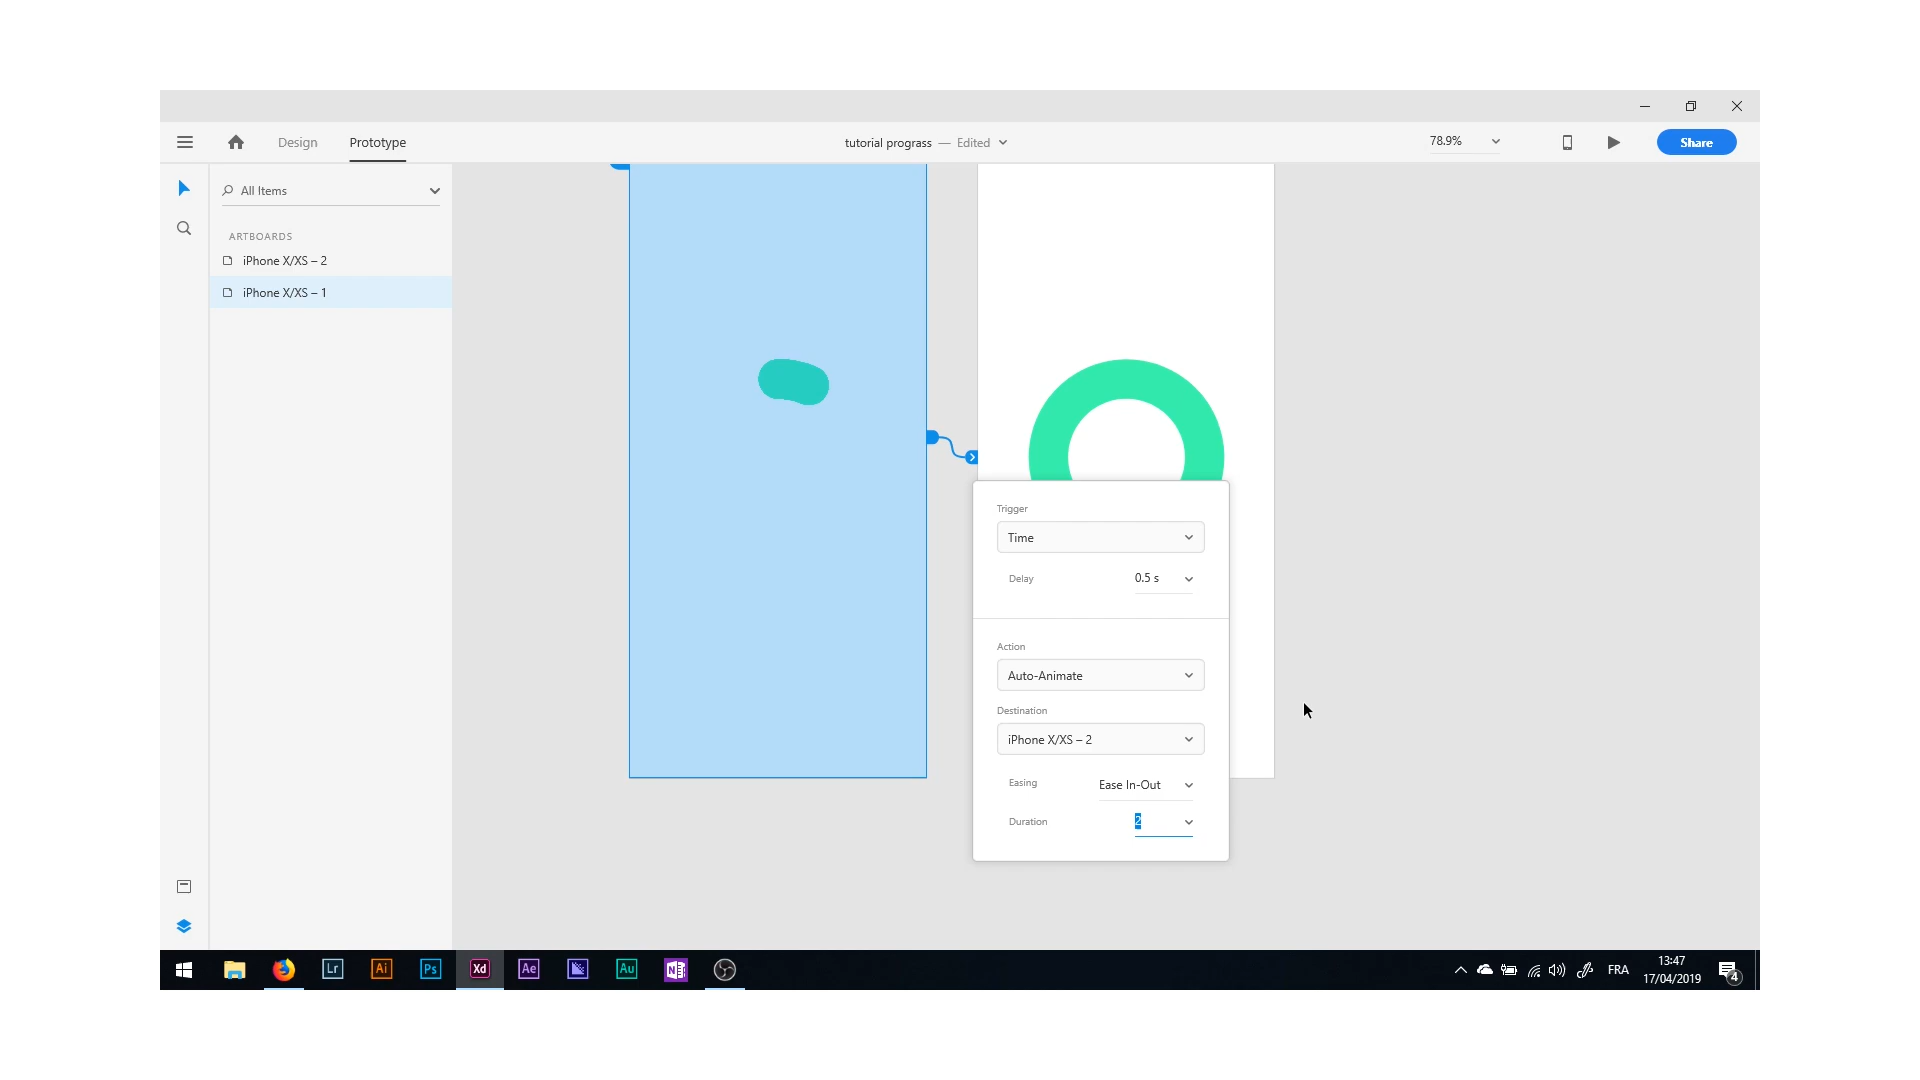 Design
Prototype
tutorial prograss — Edited
78.9%
Share
All Items
ARTBOARDS
iPhone X/XS – 2
iPhone X/XS – 1
Trigger
Time
Delay
0.5 s
Action
Auto-Animate
Destination
iPhone X/XS – 2
Easing
Ease In-Out
Duration
2
Lr
Ai
Ps
Xd
Ae
Au
N
FRA
13:47
17/04/2019
4